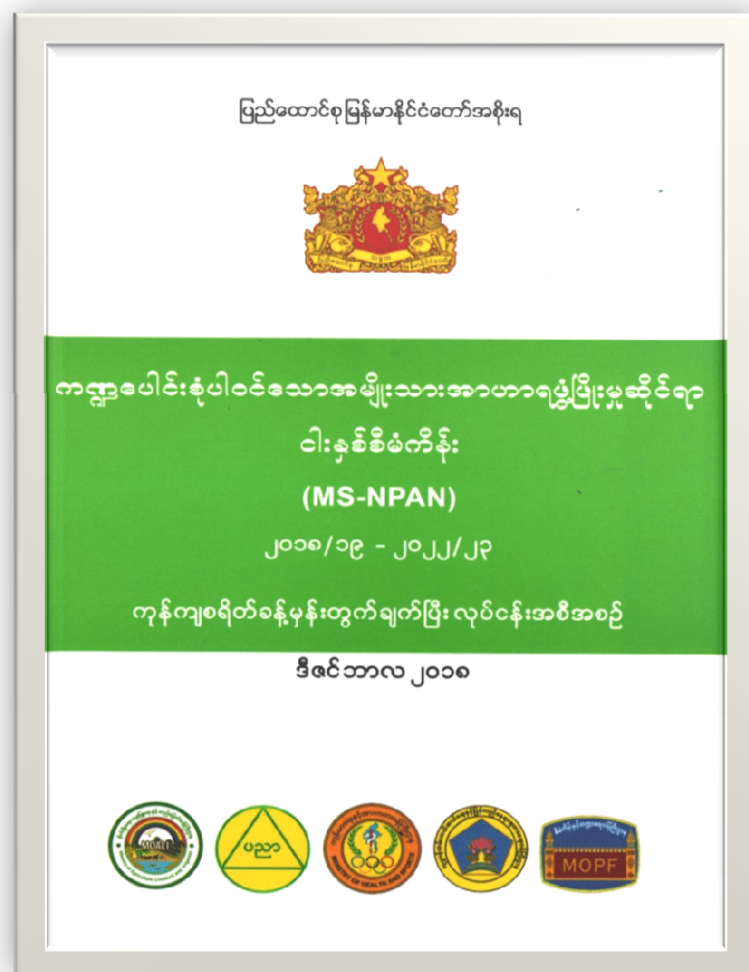 ပြည်ထောင်စုမြန်မာနိုင်ငံတော်အစိုးရ
ကဏ္ဍပေါင်းစုံပါဝင်သောအမျိုးသားအာဟာရဖွံ့ဖြိုးမှုဆိုင်ရာ
ငါးနှစ်စီမံကိန်း
(MS-NPAN)
၂၀၁၈/၁၉ - ၂၀၂၂/၂၃
ကုန်ကျစရိတ်ခန့်မှန်းတွက်ချက်ပြီး လုပ်ငန်းအစီအစဉ်
ဒီဇင်ဘာလ ၂၀၁၈
MOALI
ပညာ
MINISTRY OF HEALTH AND SPORTS
MOPF